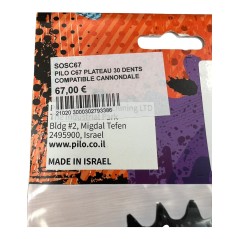 SOSC67
PILO C67 PLATEAU 30 DENTS
COMPATIBLE CANNONDALE
67,00 €
21020 3000302793386
Bldg #2, Migdal Tefen
2495900, Israel
www.pilo.co.il
MADE IN ISRAEL